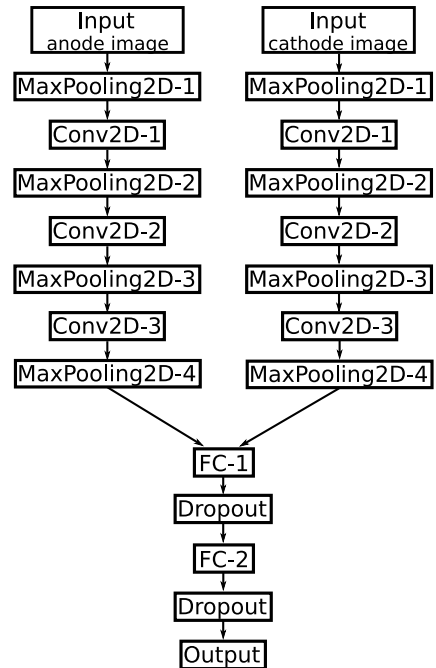 Input
anode image
MaxPooling2D-1
Conv2D-1
MaxPooling2D-2
Conv2D-2
MaxPooling2D-3
Conv2D-3
MaxPooling2D-4
Input
cathode image
MaxPooling2D-1
Conv2D-1
MaxPooling2D-2
Conv2D-2
MaxPooling2D-3
Conv2D-3
MaxPooling2D-4
FC-1
Dropout
FC-2
Dropout
Output